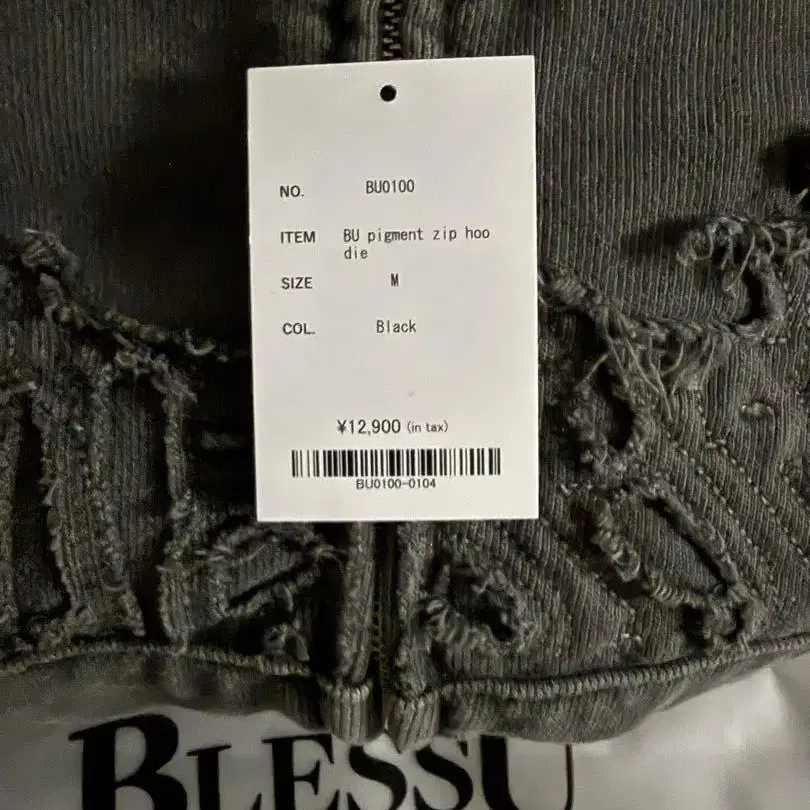 NO. BU0100
ITEM BU pigment zip hoo
die
SIZE M
COL. Black
¥12,900 (in tax)
BU0100-0104
BLESSU